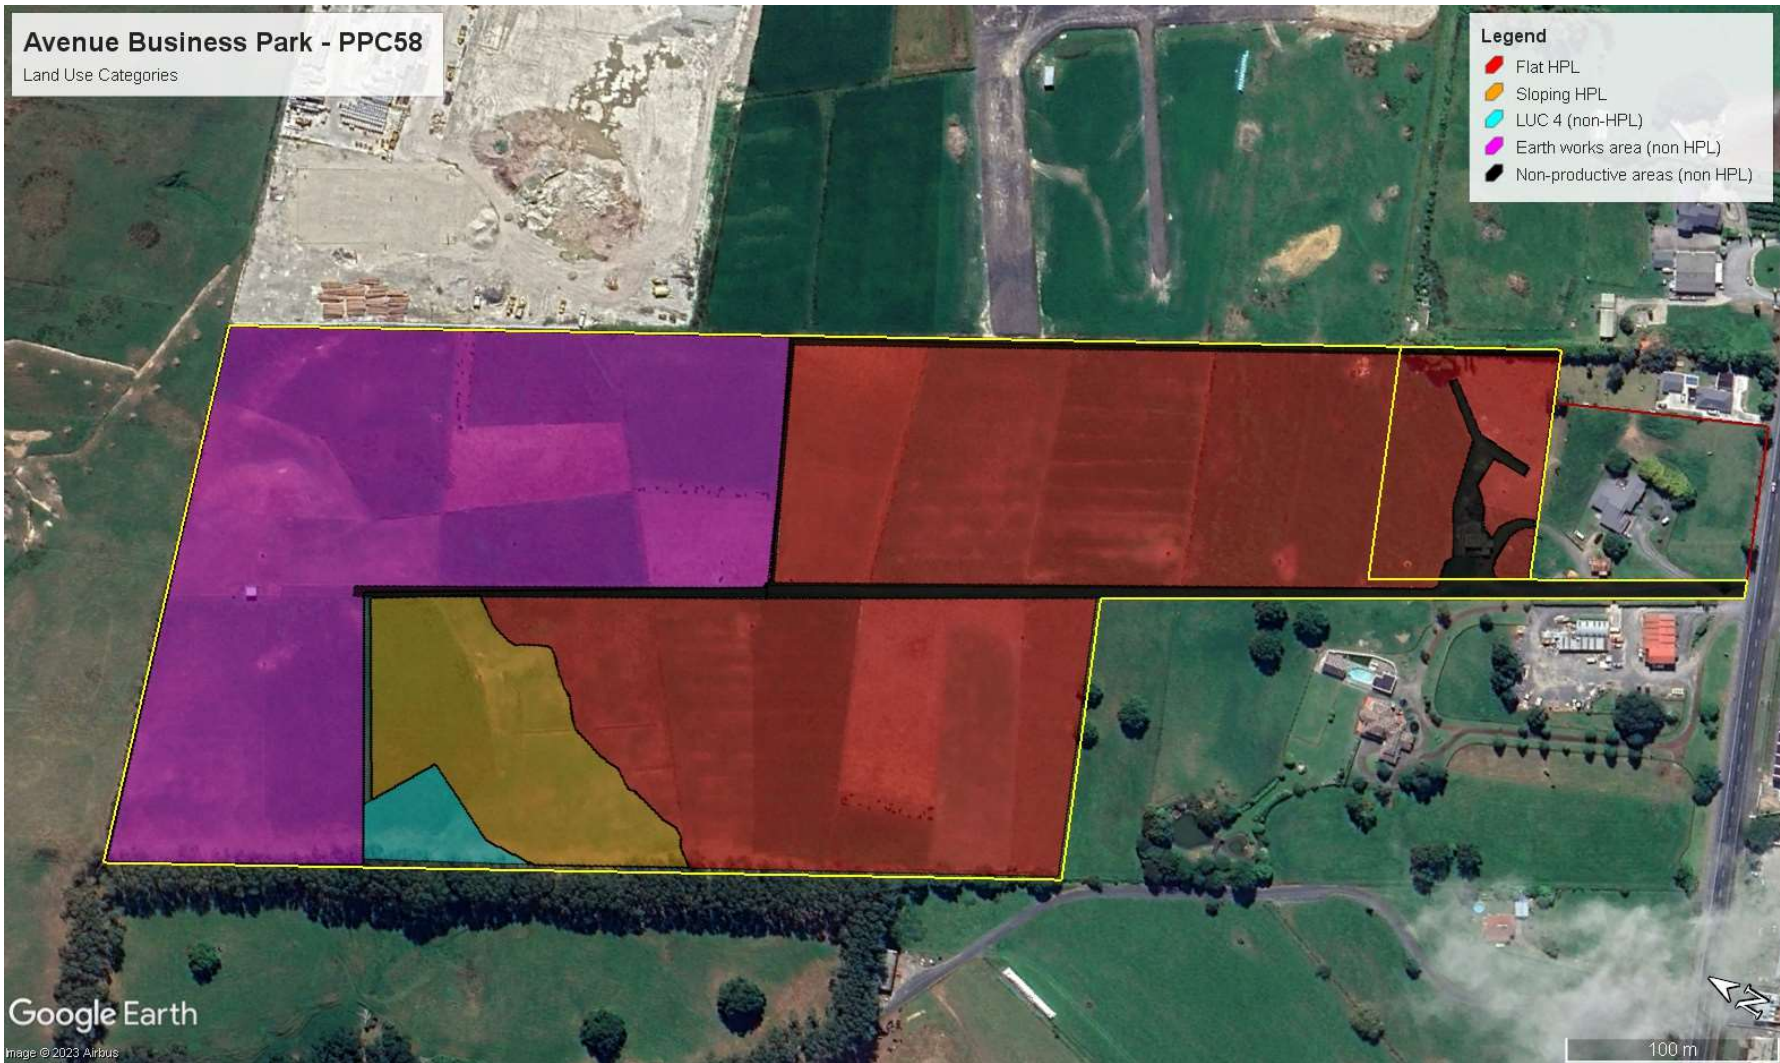 Avenue Business Park - PPC58
Land Use Categories
Legend
Flat HPL
Sloping HPL
LUC 4 (non-HPL)
Earth works area (non HPL)
Non-productive areas (non HPL)
Google Earth
Image © 2023 Airbus
N
100 m